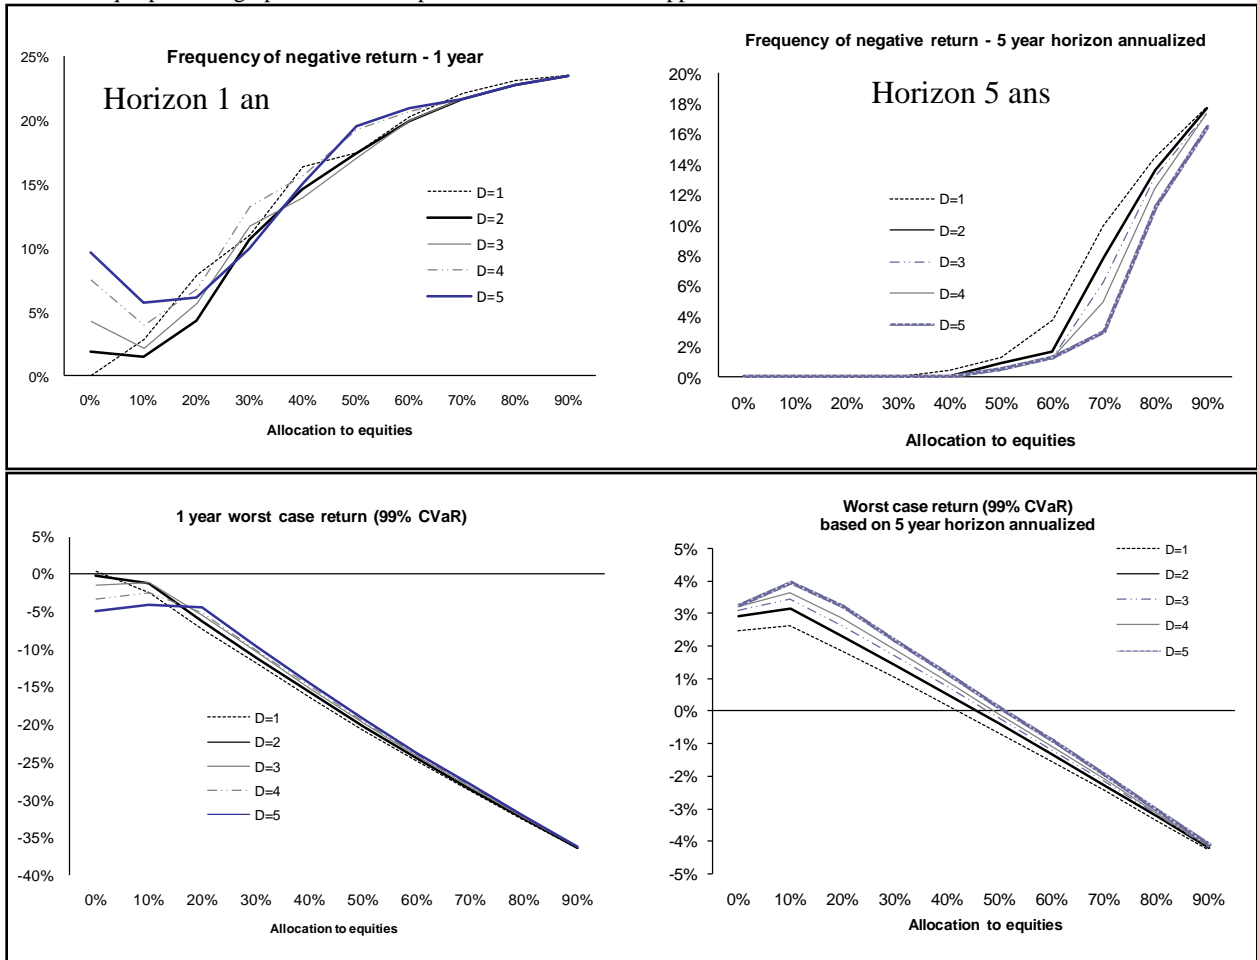 Frequency of negative return - 1 year
Horizon 1 an
25%
20%
15%
10%
5%
0%
D=1
D=2
D=3
D=4
D=5
0% 10% 20% 30% 40% 50% 60% 70% 80% 90%
Allocation to equities
Frequency of negative return - 5 year horizon annualized
Horizon 5 ans
20%
18%
16%
14%
12%
10%
8%
6%
4%
2%
0%
D=1
D=2
D=3
D=4
D=5
0% 10% 20% 30% 40% 50% 60% 70% 80% 90%
Allocation to equities
1 year worst case return (99% CVaR)
5%
0%
-5%
-10%
-15%
-20%
-25%
-30%
-35%
-40%
D=1
D=2
D=3
D=4
D=5
0% 10% 20% 30% 40% 50% 60% 70% 80% 90%
Allocation to equities
Worst case return (99% CVaR)
based on 5 year horizon annualized
5%
4%
3%
2%
1%
0%
-1%
-2%
-3%
-4%
-5%
D=1
D=2
D=3
D=4
D=5
0% 10% 20% 30% 40% 50% 60% 70% 80% 90%
Allocation to equities